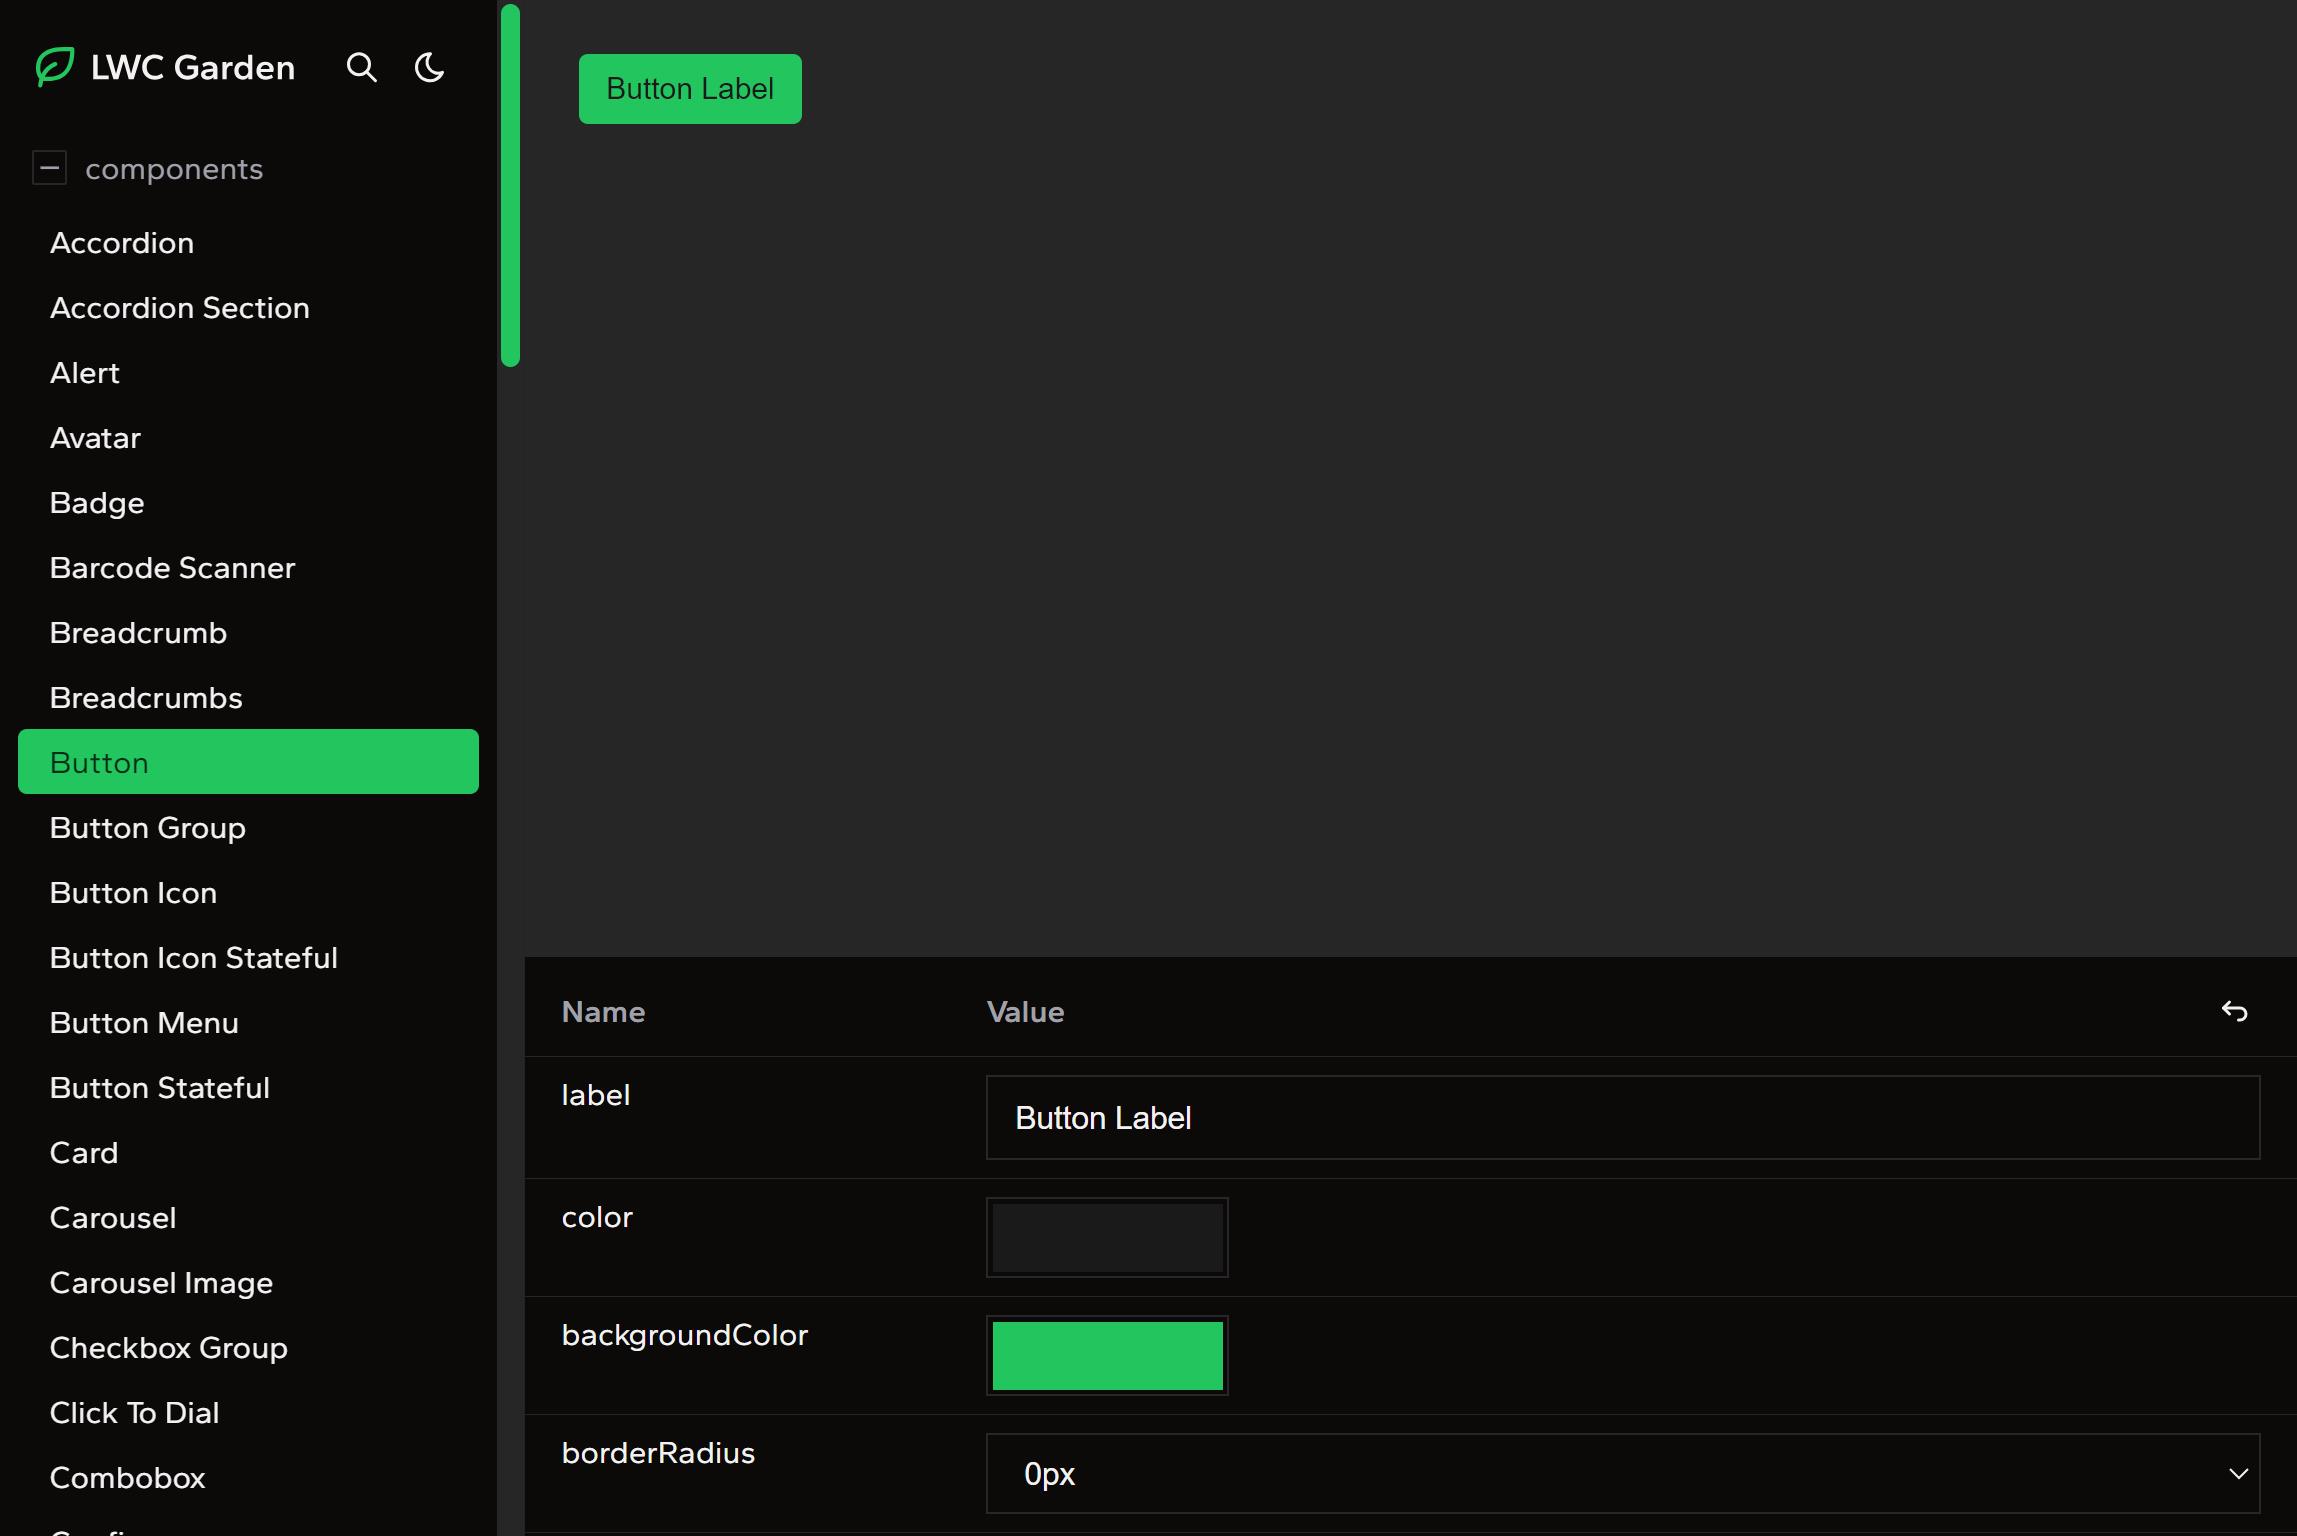 LWC Garden
components
Accordion
Accordion Section
Alert
Avatar
Badge
Barcode Scanner
Breadcrumb
Breadcrumbs
Button
Button Group
Button Icon
Button Icon Stateful
Button Menu
Button Stateful
Card
Carousel
Carousel Image
Checkbox Group
Click To Dial
Combobox
Button Label
Name Value
label Button Label
color
backgroundColor
borderRadius 0px